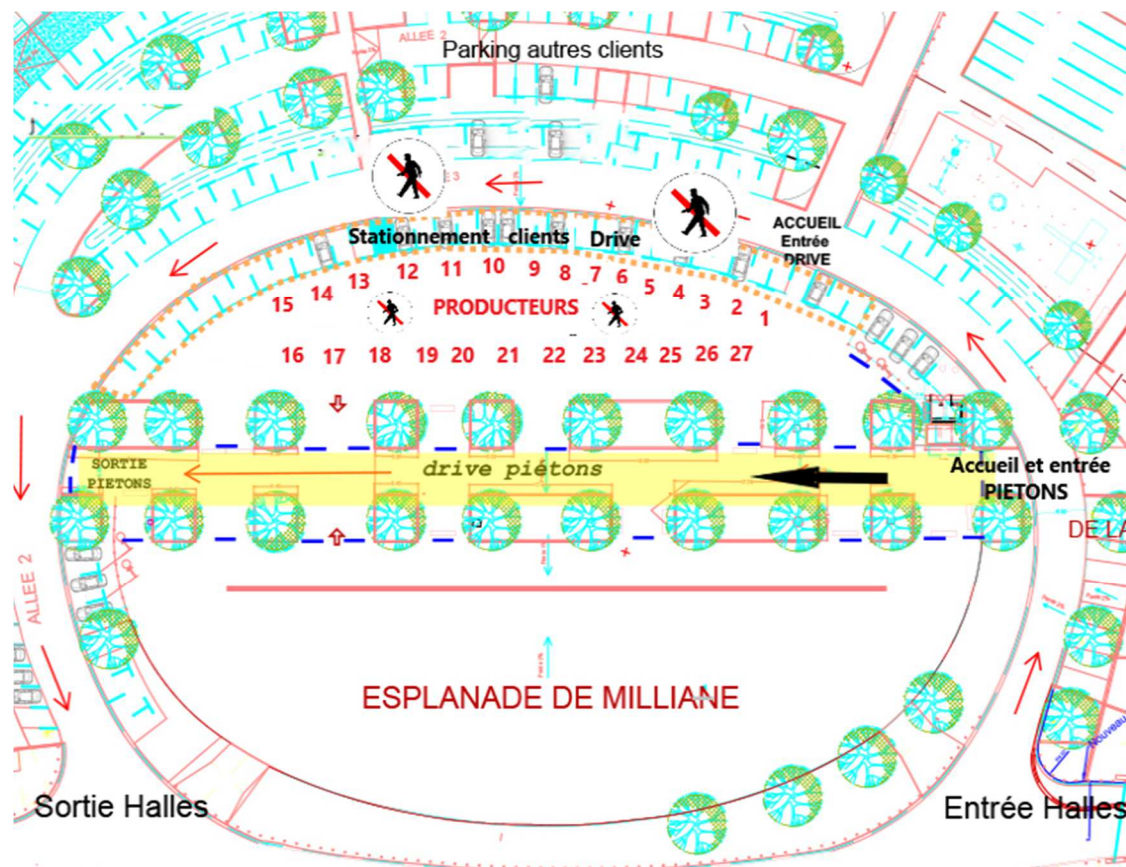 ALLEE 2
Parking autres clients
ACCUEIL
Entrée
DRIVE
Stationnement clients Drive
15 14 13 12 11 10 9 8 7 6 5 4 3 2 1
PRODUCTEURS
16 17 18 19 20 21 22 23 24 25 26 27
SORTIE
PIETONS
drive piétons
Accueil et entrée
PIETONS
DE LA
ALLEE 2
ESPLANADE DE MILLIANE
Nouveau
Sortie Halles
Entrée Halles